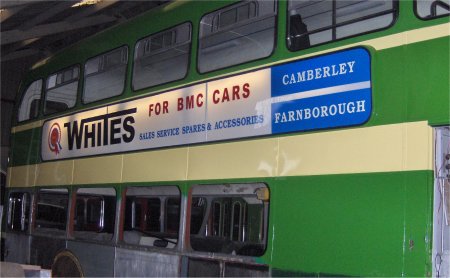 WHITES
FOR BMC CARS
SALES SERVICE SPARES & ACCESSORIES
CAMBERLEY
FARNBOROUGH